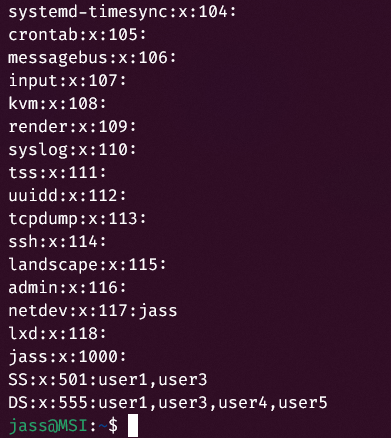 systemd-timesync:x:104:
crontab:x:105:
messagebus:x:106:
input:x:107:
kvm:x:108:
render:x:109:
syslog:x:110:
tss:x:111:
uuidd:x:112:
tcpdump:x:113:
ssh:x:114:
landscape:x:115:
admin:x:116:
netdev:x:117:jass
lxd:x:118:
jass:x:1000:
SS:x:501:user1,user3
DS:x:555:user1,user3,user4,user5
jass@MSI:~$